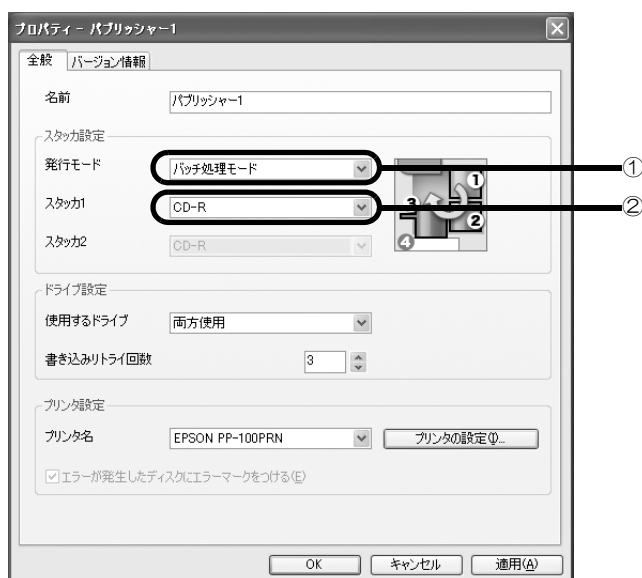 プロパティ - パブリッシャー1
全般 バージョン情報
名前 パブリッシャー1
スタッカ設定
発行モード バッチ処理モード ①
スタッカ1 CD-R ②
スタッカ2 CD-R
1
3 2
4
ドライブ設定
使用するドライブ 両方使用
書き込みリトライ回数 3
プリンタ設定
プリンタ名 EPSON PP-100PRN プリンタの設定(I)...
エラーが発生したディスクにエラーマークをつける(E)
OK キャンセル 適用(A)